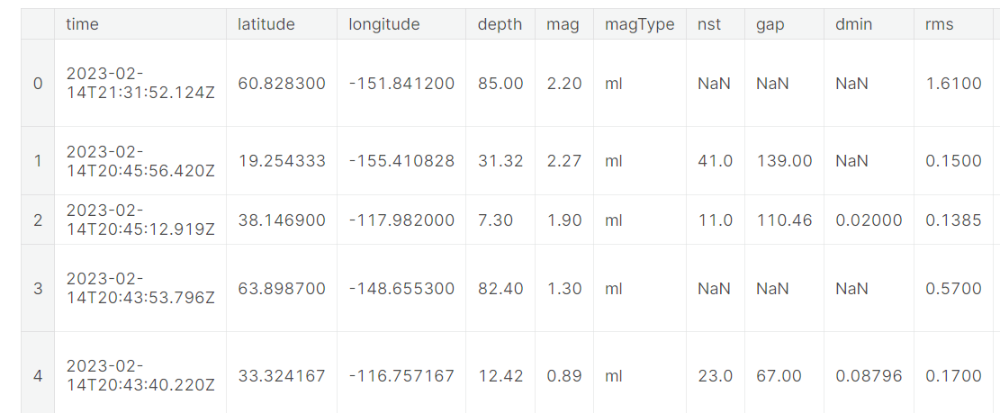 time latitude longitude depth mag magType nst gap dmin rms
0 2023-02-14T21:31:52.124Z 60.828300 -151.841200 85.00 2.20 ml NaN NaN NaN 1.6100
1 2023-02-14T20:45:56.420Z 19.254333 -155.410828 31.32 2.27 ml 41.0 139.00 NaN 0.1500
2 2023-02-14T20:45:12.919Z 38.146900 -117.982000 7.30 1.90 ml 11.0 110.46 0.02000 0.1385
3 2023-02-14T20:43:53.796Z 63.898700 -148.655300 82.40 1.30 ml NaN NaN NaN 0.5700
4 2023-02-14T20:43:40.220Z 33.324167 -116.757167 12.42 0.89 ml 23.0 67.00 0.08796 0.1700